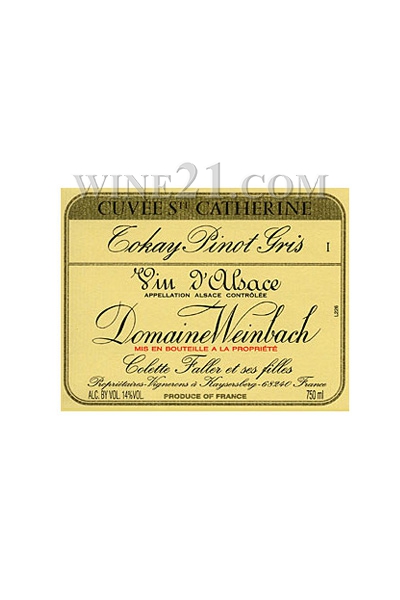 WINE21.COM
CUVÉE STE CATHERINE
Tokay Pinot Gris I
Vin d'Alsace
APPELLATION ALSACE CONTRÔLÉE
Domaine Weinbach
MIS EN BOUTEILLE A LA PROPRIÉTÉ
Colette Faller et ses filles
Propriétaires-Vignerons à Kaysersberg-68240-France
ALC. BY VOL. 14% VOL. PRODUCE OF FRANCE 750 ml